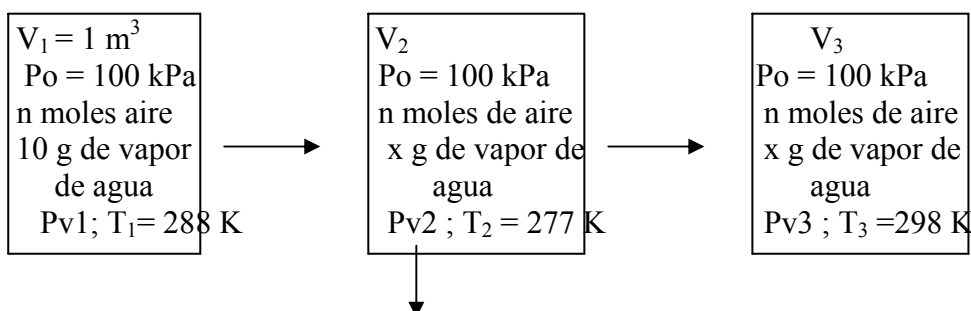 V₁ = 1 m³
Po = 100 kPa
n moles aire
10 g de vapor
de agua
Pv1; T₁= 288 K
V₂
Po = 100 kPa
n moles de aire
x g de vapor de
agua
Pv2 ; T₂ = 277 K
V₃
Po = 100 kPa
n moles de aire
x g de vapor de
agua
Pv3 ; T₃ =298 K